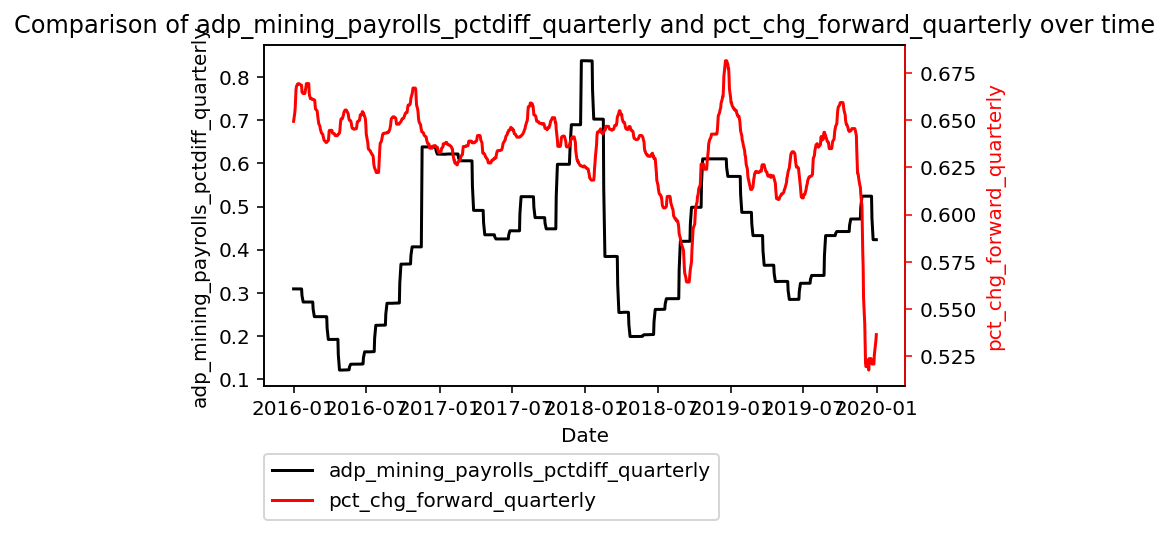 Comparison of adp_mining_payrolls_pctdiff_quarterly and pct_chg_forward_quarterly over time
adp_mining_payrolls_pctdiff_quarterly
0.8
0.7
0.6
0.5
0.4
0.3
0.2
0.1
0.675
0.650
0.625
0.600
0.575
0.550
0.525
pct_chg_forward_quarterly
2016-01 2016-07 2017-01 2017-07 2018-01 2018-07 2019-01 2019-07 2020-01
Date
adp_mining_payrolls_pctdiff_quarterly
pct_chg_forward_quarterly